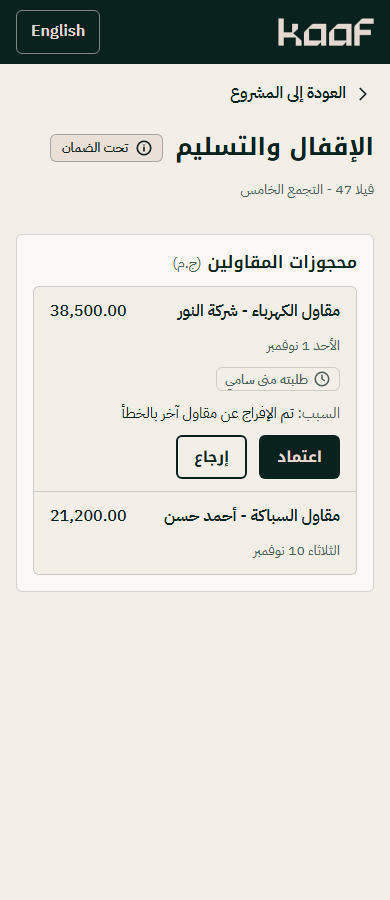 kaaf
English
العودة إلى المشروع
الإقفال والتسليم
تحت الضمان
فيلا 47 - التجمع الخامس
محجوزات المقاولين (ج.م)
مقاول الكهرباء - شركة النور 38,500.00
الأحد 1 نوفمبر
طلبته منى سامي
السبب: تم الإفراج عن مقاول آخر بالخطأ
اعتماد
إرجاع
مقاول السباكة - أحمد حسن 21,200.00
الثلاثاء 10 نوفمبر